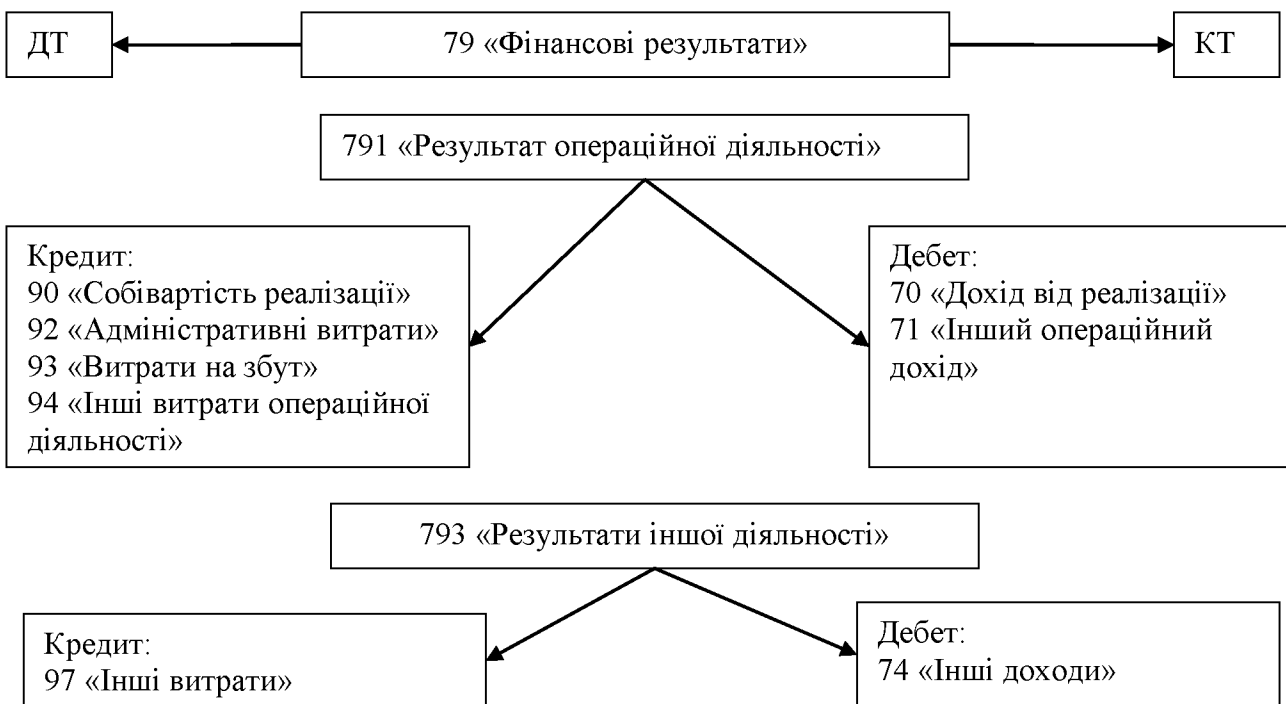 ДТ
79 «Фінансові результати»
КТ
791 «Результат операційної діяльності»
Кредит:
90 «Собівартість реалізації»
92 «Адміністративні витрати»
93 «Витрати на збут»
94 «Інші витрати операційної
діяльності»
Дебет:
70 «Дохід від реалізації»
71 «Інший операційний
дохід»
793 «Результати іншої діяльності»
Кредит:
97 «Інші витрати»
Дебет:
74 «Інші доходи»